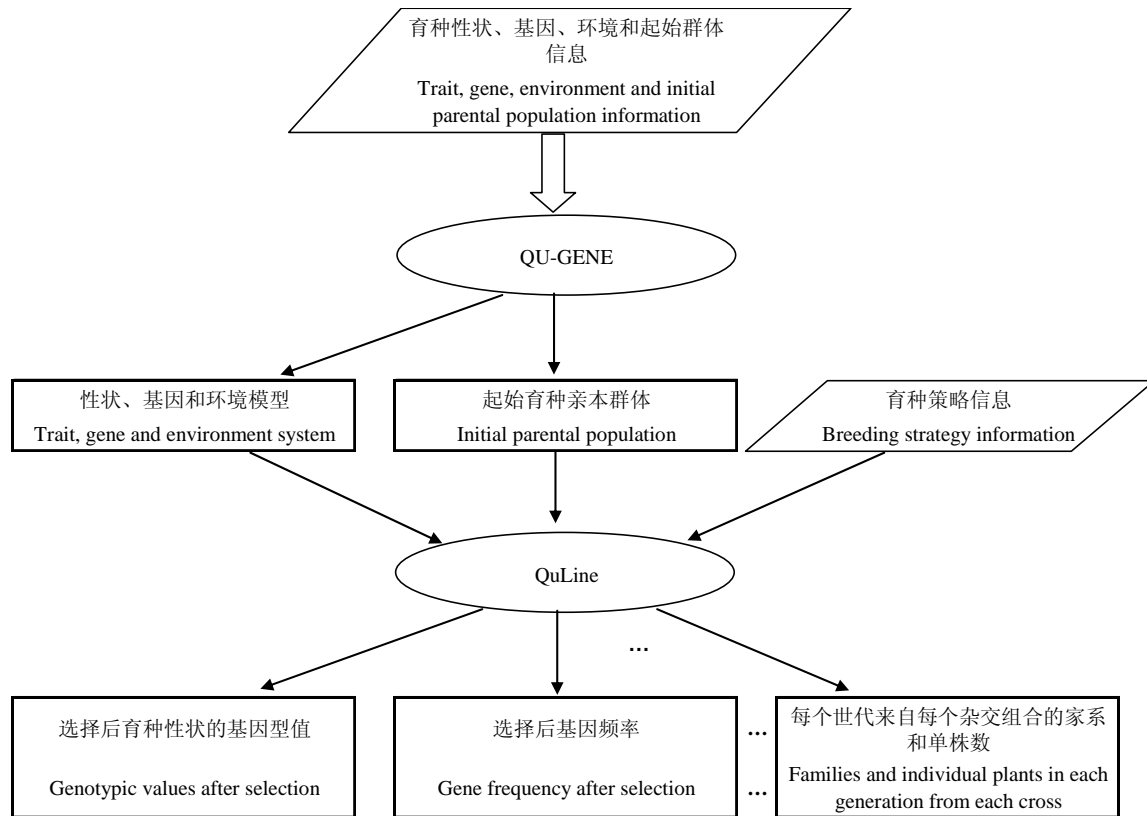 育种性状、基因、环境和起始群体
信息
Trait, gene, environment and initial
parental population information
QU-GENE
性状、基因和环境模型
Trait, gene and environment system
起始育种亲本群体
Initial parental population
育种策略信息
Breeding strategy information
QuLine
...
选择后育种性状的基因型值
Genotypic values after selection
选择后基因频率
Gene frequency after selection
...
...
每个世代来自每个杂交组合的家系
和单株数
Families and individual plants in each
generation from each cross